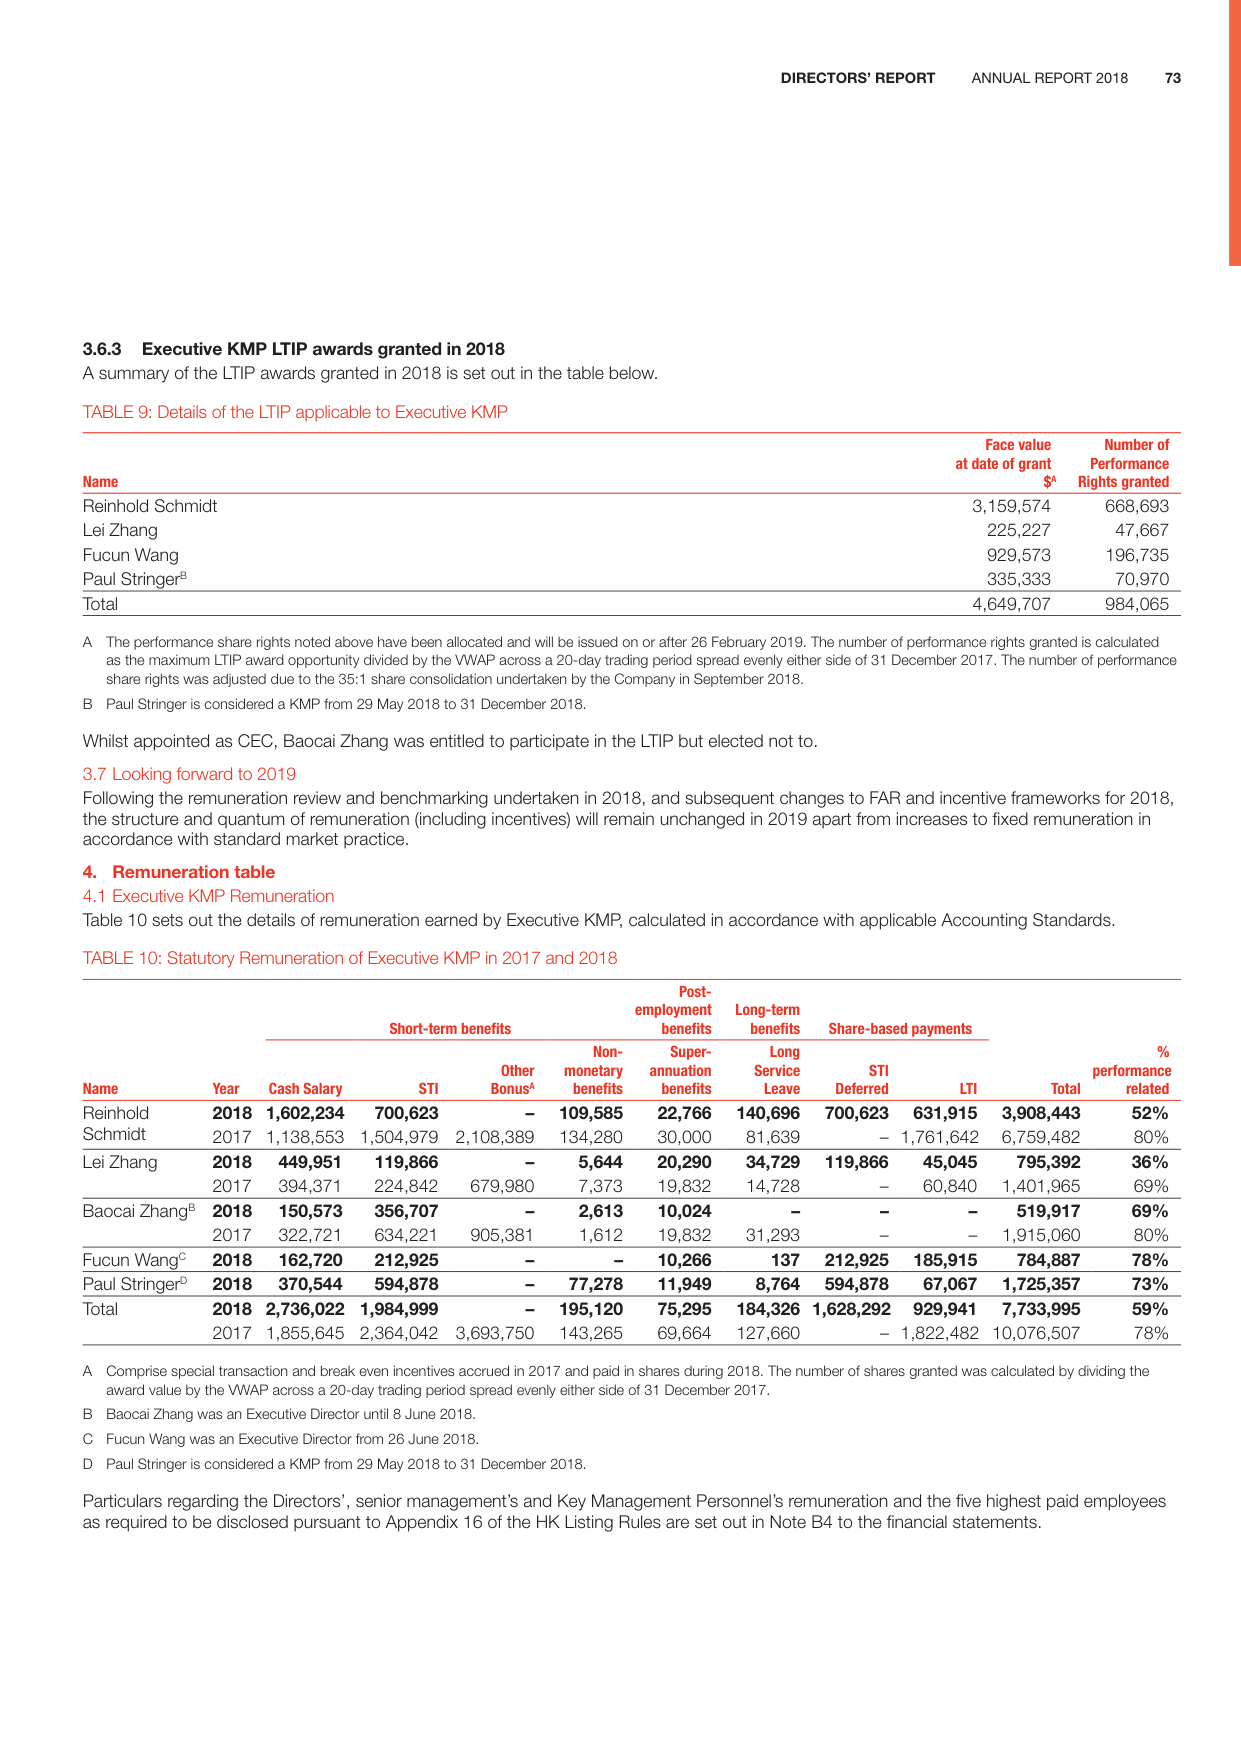 DIRECTORS’ REPORT ANNUAL REPORT 2018 73
3.6.3 Executive KMP LTIP awards granted in 2018
A summary of the LTIP awards granted in 2018 is set out in the table below.
TABLE 9: Details of the LTIP applicable to Executive KMP
Face value Number of
at date of grant Performance
Name $A Rights granted
Reinhold Schmidt 3,159,574 668,693
Lei Zhang 225,227 47,667
Fucun Wang 929,573 196,735
Paul StringerB 335,333 70,970
Total 4,649,707 984,065
A The performance share rights noted above have been allocated and will be issued on or after 26 February 2019. The number of performance rights granted is calculated
as the maximum LTIP award opportunity divided by the VWAP across a 20-day trading period spread evenly either side of 31 December 2017. The number of performance
share rights was adjusted due to the 35:1 share consolidation undertaken by the Company in September 2018.
B Paul Stringer is considered a KMP from 29 May 2018 to 31 December 2018.
Whilst appointed as CEC, Baocai Zhang was entitled to participate in the LTIP but elected not to.
3.7 Looking forward to 2019
Following the remuneration review and benchmarking undertaken in 2018, and subsequent changes to FAR and incentive frameworks for 2018,
the structure and quantum of remuneration (including incentives) will remain unchanged in 2019 apart from increases to fixed remuneration in
accordance with standard market practice.
4. Remuneration table
4.1 Executive KMP Remuneration
Table 10 sets out the details of remuneration earned by Executive KMP, calculated in accordance with applicable Accounting Standards.
TABLE 10: Statutory Remuneration of Executive KMP in 2017 and 2018
Post-
employment Long-term
Short-term benefits benefits benefits Share-based payments
Non- Super- Long %
Other monetary annuation Service STI performance
Name Year Cash Salary STI BonusA benefits benefits Leave Deferred LTI Total related
Reinhold 2018 1,602,234 700,623 – 109,585 22,766 140,696 700,623 631,915 3,908,443 52%
Schmidt 2017 1,138,553 1,504,979 2,108,389 134,280 30,000 81,639 – 1,761,642 6,759,482 80%
Lei Zhang 2018 449,951 119,866 – 5,644 20,290 34,729 119,866 45,045 795,392 36%
2017 394,371 224,842 679,980 7,373 19,832 14,728 – 60,840 1,401,965 69%
Baocai ZhangB 2018 150,573 356,707 – 2,613 10,024 – – – 519,917 69%
2017 322,721 634,221 905,381 1,612 19,832 31,293 – – 1,915,060 80%
Fucun WangC 2018 162,720 212,925 – – 10,266 137 212,925 185,915 784,887 78%
Paul StringerD 2018 370,544 594,878 – 77,278 11,949 8,764 594,878 67,067 1,725,357 73%
Total 2018 2,736,022 1,984,999 – 195,120 75,295 184,326 1,628,292 929,941 7,733,995 59%
2017 1,855,645 2,364,042 3,693,750 143,265 69,664 127,660 – 1,822,482 10,076,507 78%
A Comprise special transaction and break even incentives accrued in 2017 and paid in shares during 2018. The number of shares granted was calculated by dividing the
award value by the VWAP across a 20-day trading period spread evenly either side of 31 December 2017.
B Baocai Zhang was an Executive Director until 8 June 2018.
C Fucun Wang was an Executive Director from 26 June 2018.
D Paul Stringer is considered a KMP from 29 May 2018 to 31 December 2018.
Particulars regarding the Directors’, senior management’s and Key Management Personnel’s remuneration and the five highest paid employees
as required to be disclosed pursuant to Appendix 16 of the HK Listing Rules are set out in Note B4 to the financial statements.